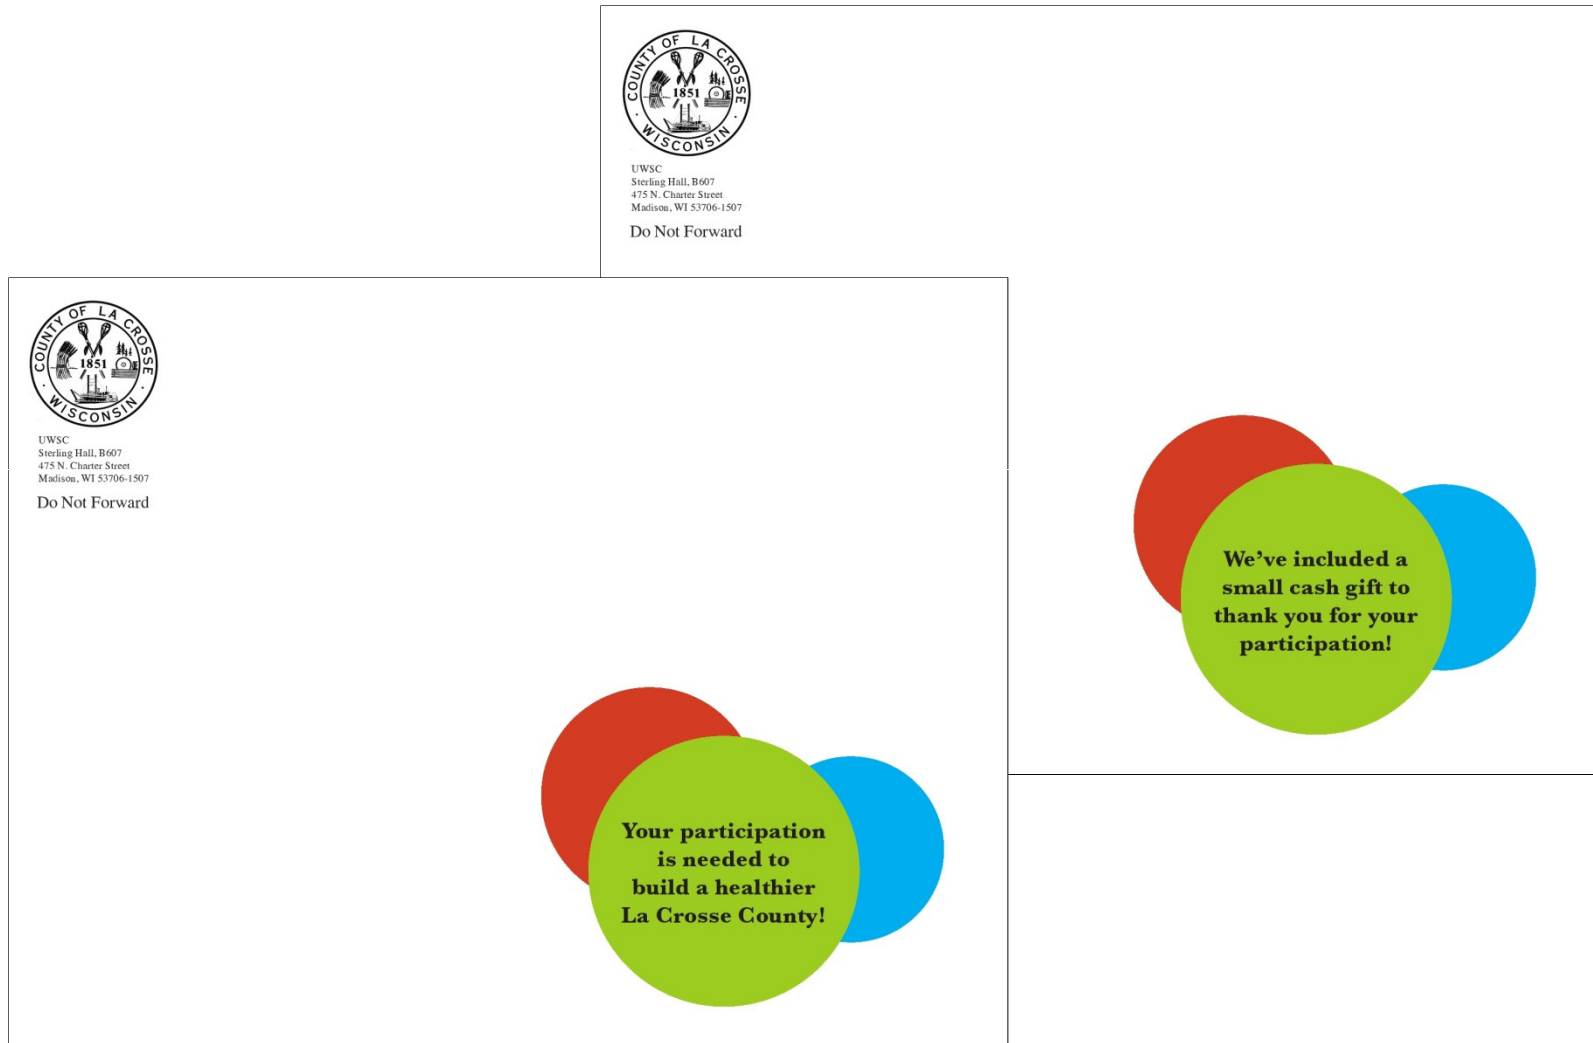 COUNTY OF LA CROSSE
1851
WISCONSIN
UWSC
Sterling Hall, B607
475 N. Charter Street
Madison, WI 53706-1507
Do Not Forward
We've included a
small cash gift to
thank you for your
participation!
COUNTY OF LA CROSSE
1851
WISCONSIN
UWSC
Sterling Hall, B607
475 N. Charter Street
Madison, WI 53706-1507
Do Not Forward
Your participation
is needed to
build a healthier
La Crosse County!